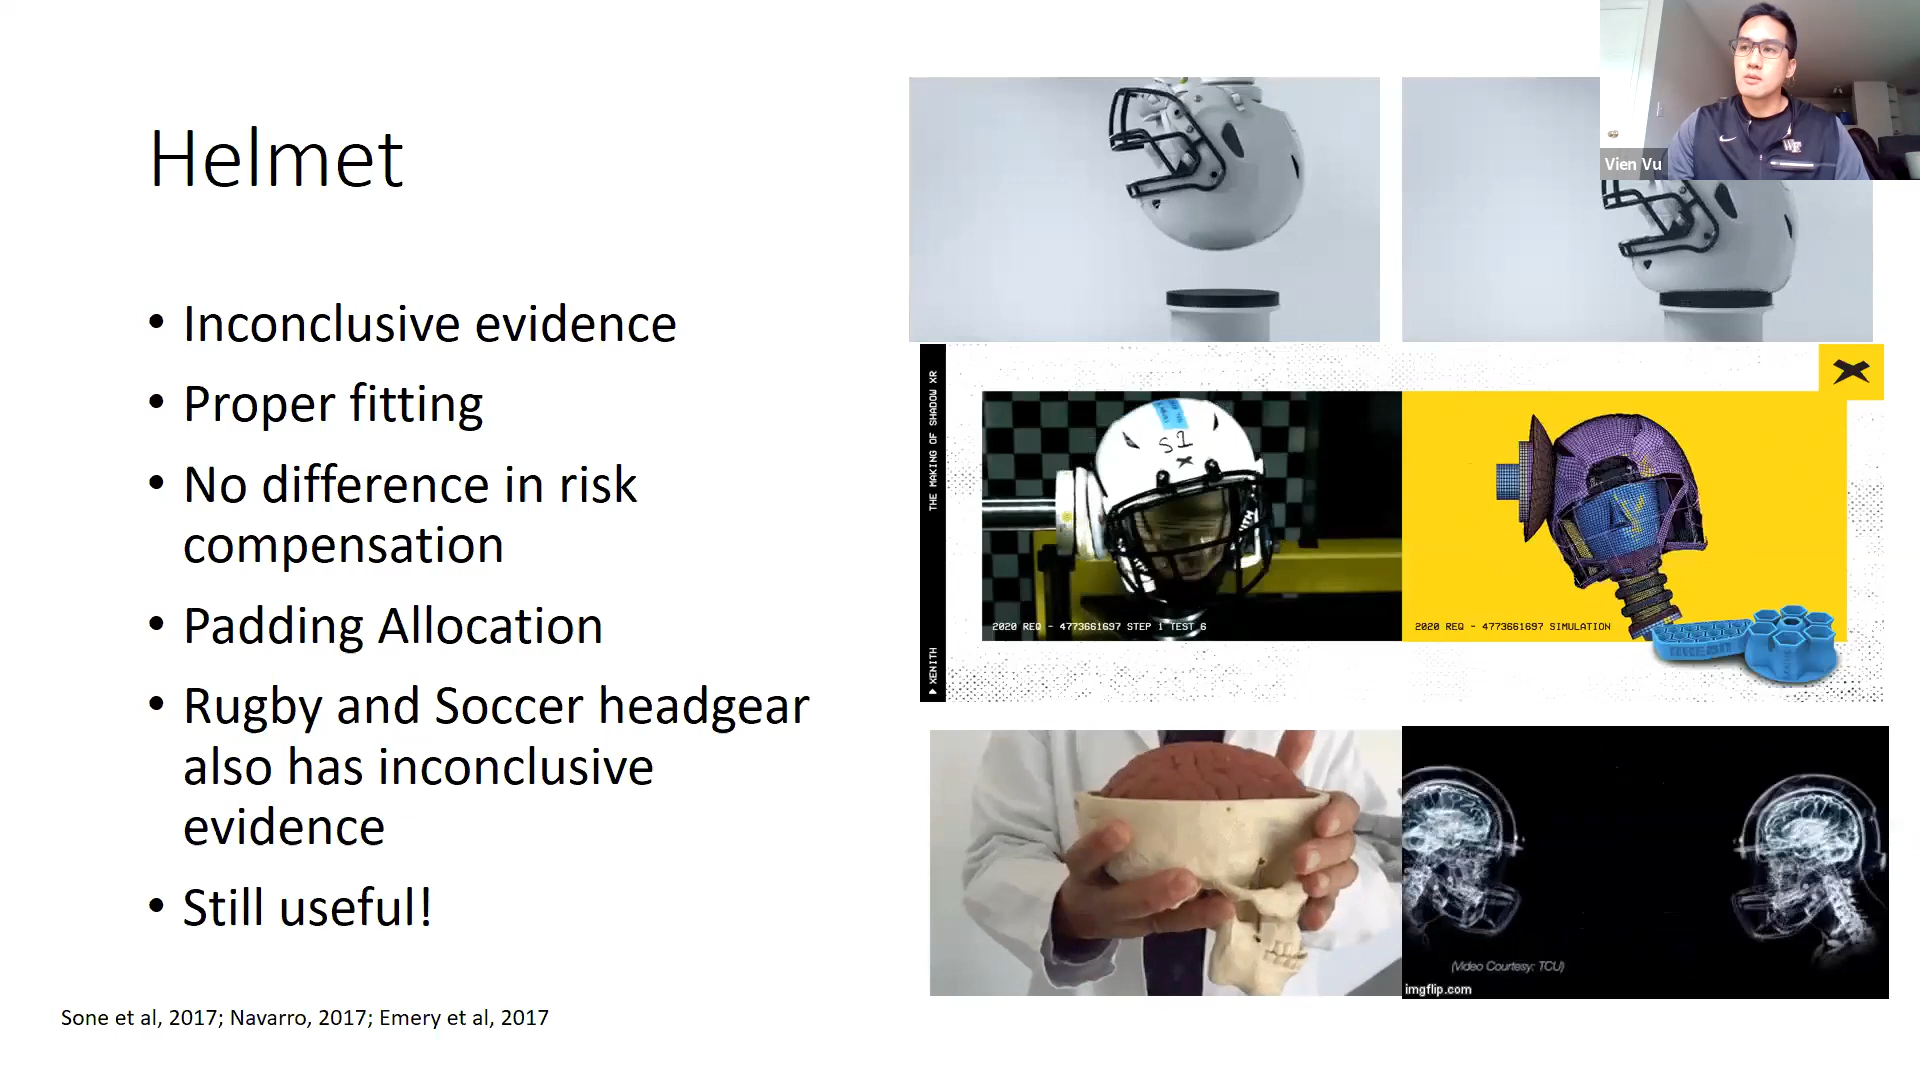 Helmet
• Inconclusive evidence
• Proper fitting
• No difference in risk
compensation
• Padding Allocation
• Rugby and Soccer headgear
also has inconclusive
evidence
• Still useful!
Sone et al, 2017; Navarro, 2017; Emery et al, 2017
Vien Vu
WF
THE MAKING OF SHADOW XR
XENITH
S1
2020 REQ - 4773661697 STEP 1 TEST 6
2020 REQ - 4773661697 SIMULATION
(Video Courtesy: TCU)
imgflip.com